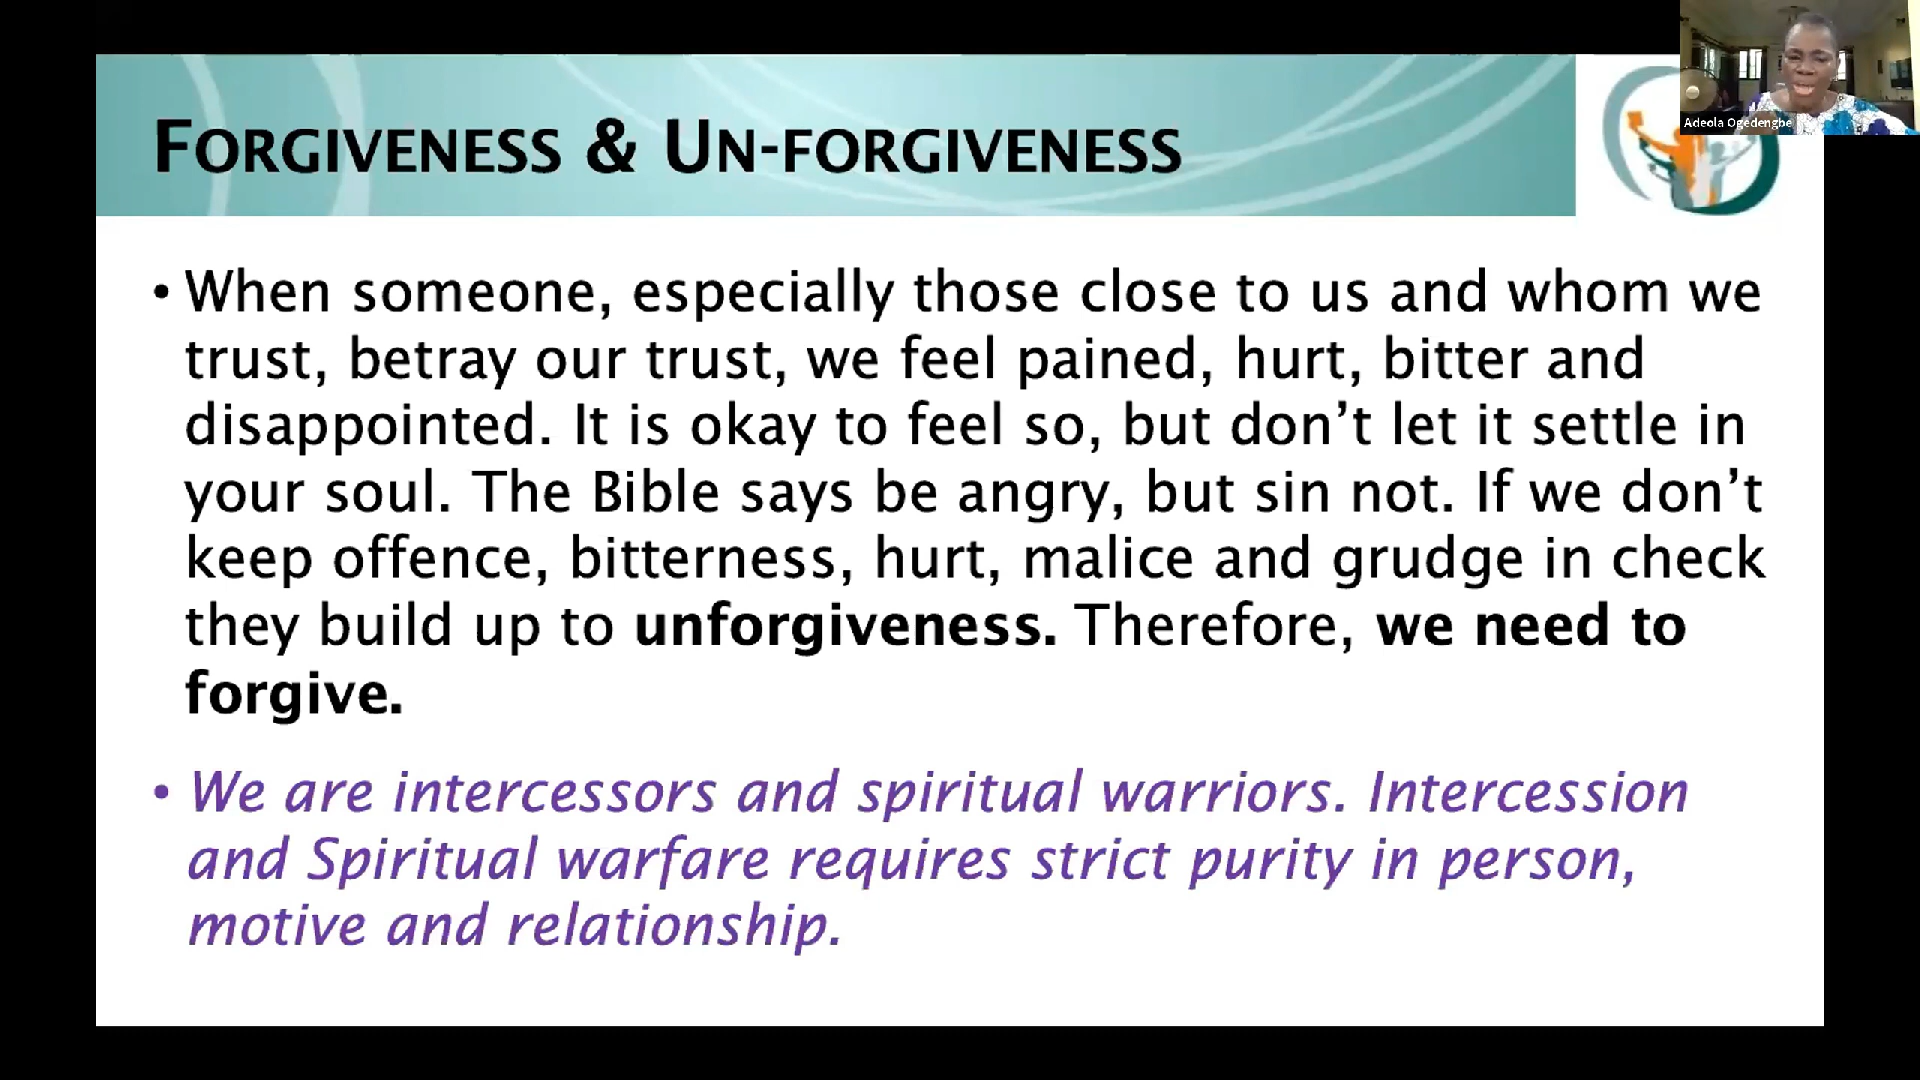 FORGIVENESS & UN-FORGIVENESS
Adeola Ogedengbe
• When someone, especially those close to us and whom we
trust, betray our trust, we feel pained, hurt, bitter and
disappointed. It is okay to feel so, but don’t let it settle in
your soul. The Bible says be angry, but sin not. If we don’t
keep offence, bitterness, hurt, malice and grudge in check
they build up to unforgiveness. Therefore, we need to
forgive.
• We are intercessors and spiritual warriors. Intercession
and Spiritual warfare requires strict purity in person,
motive and relationship.